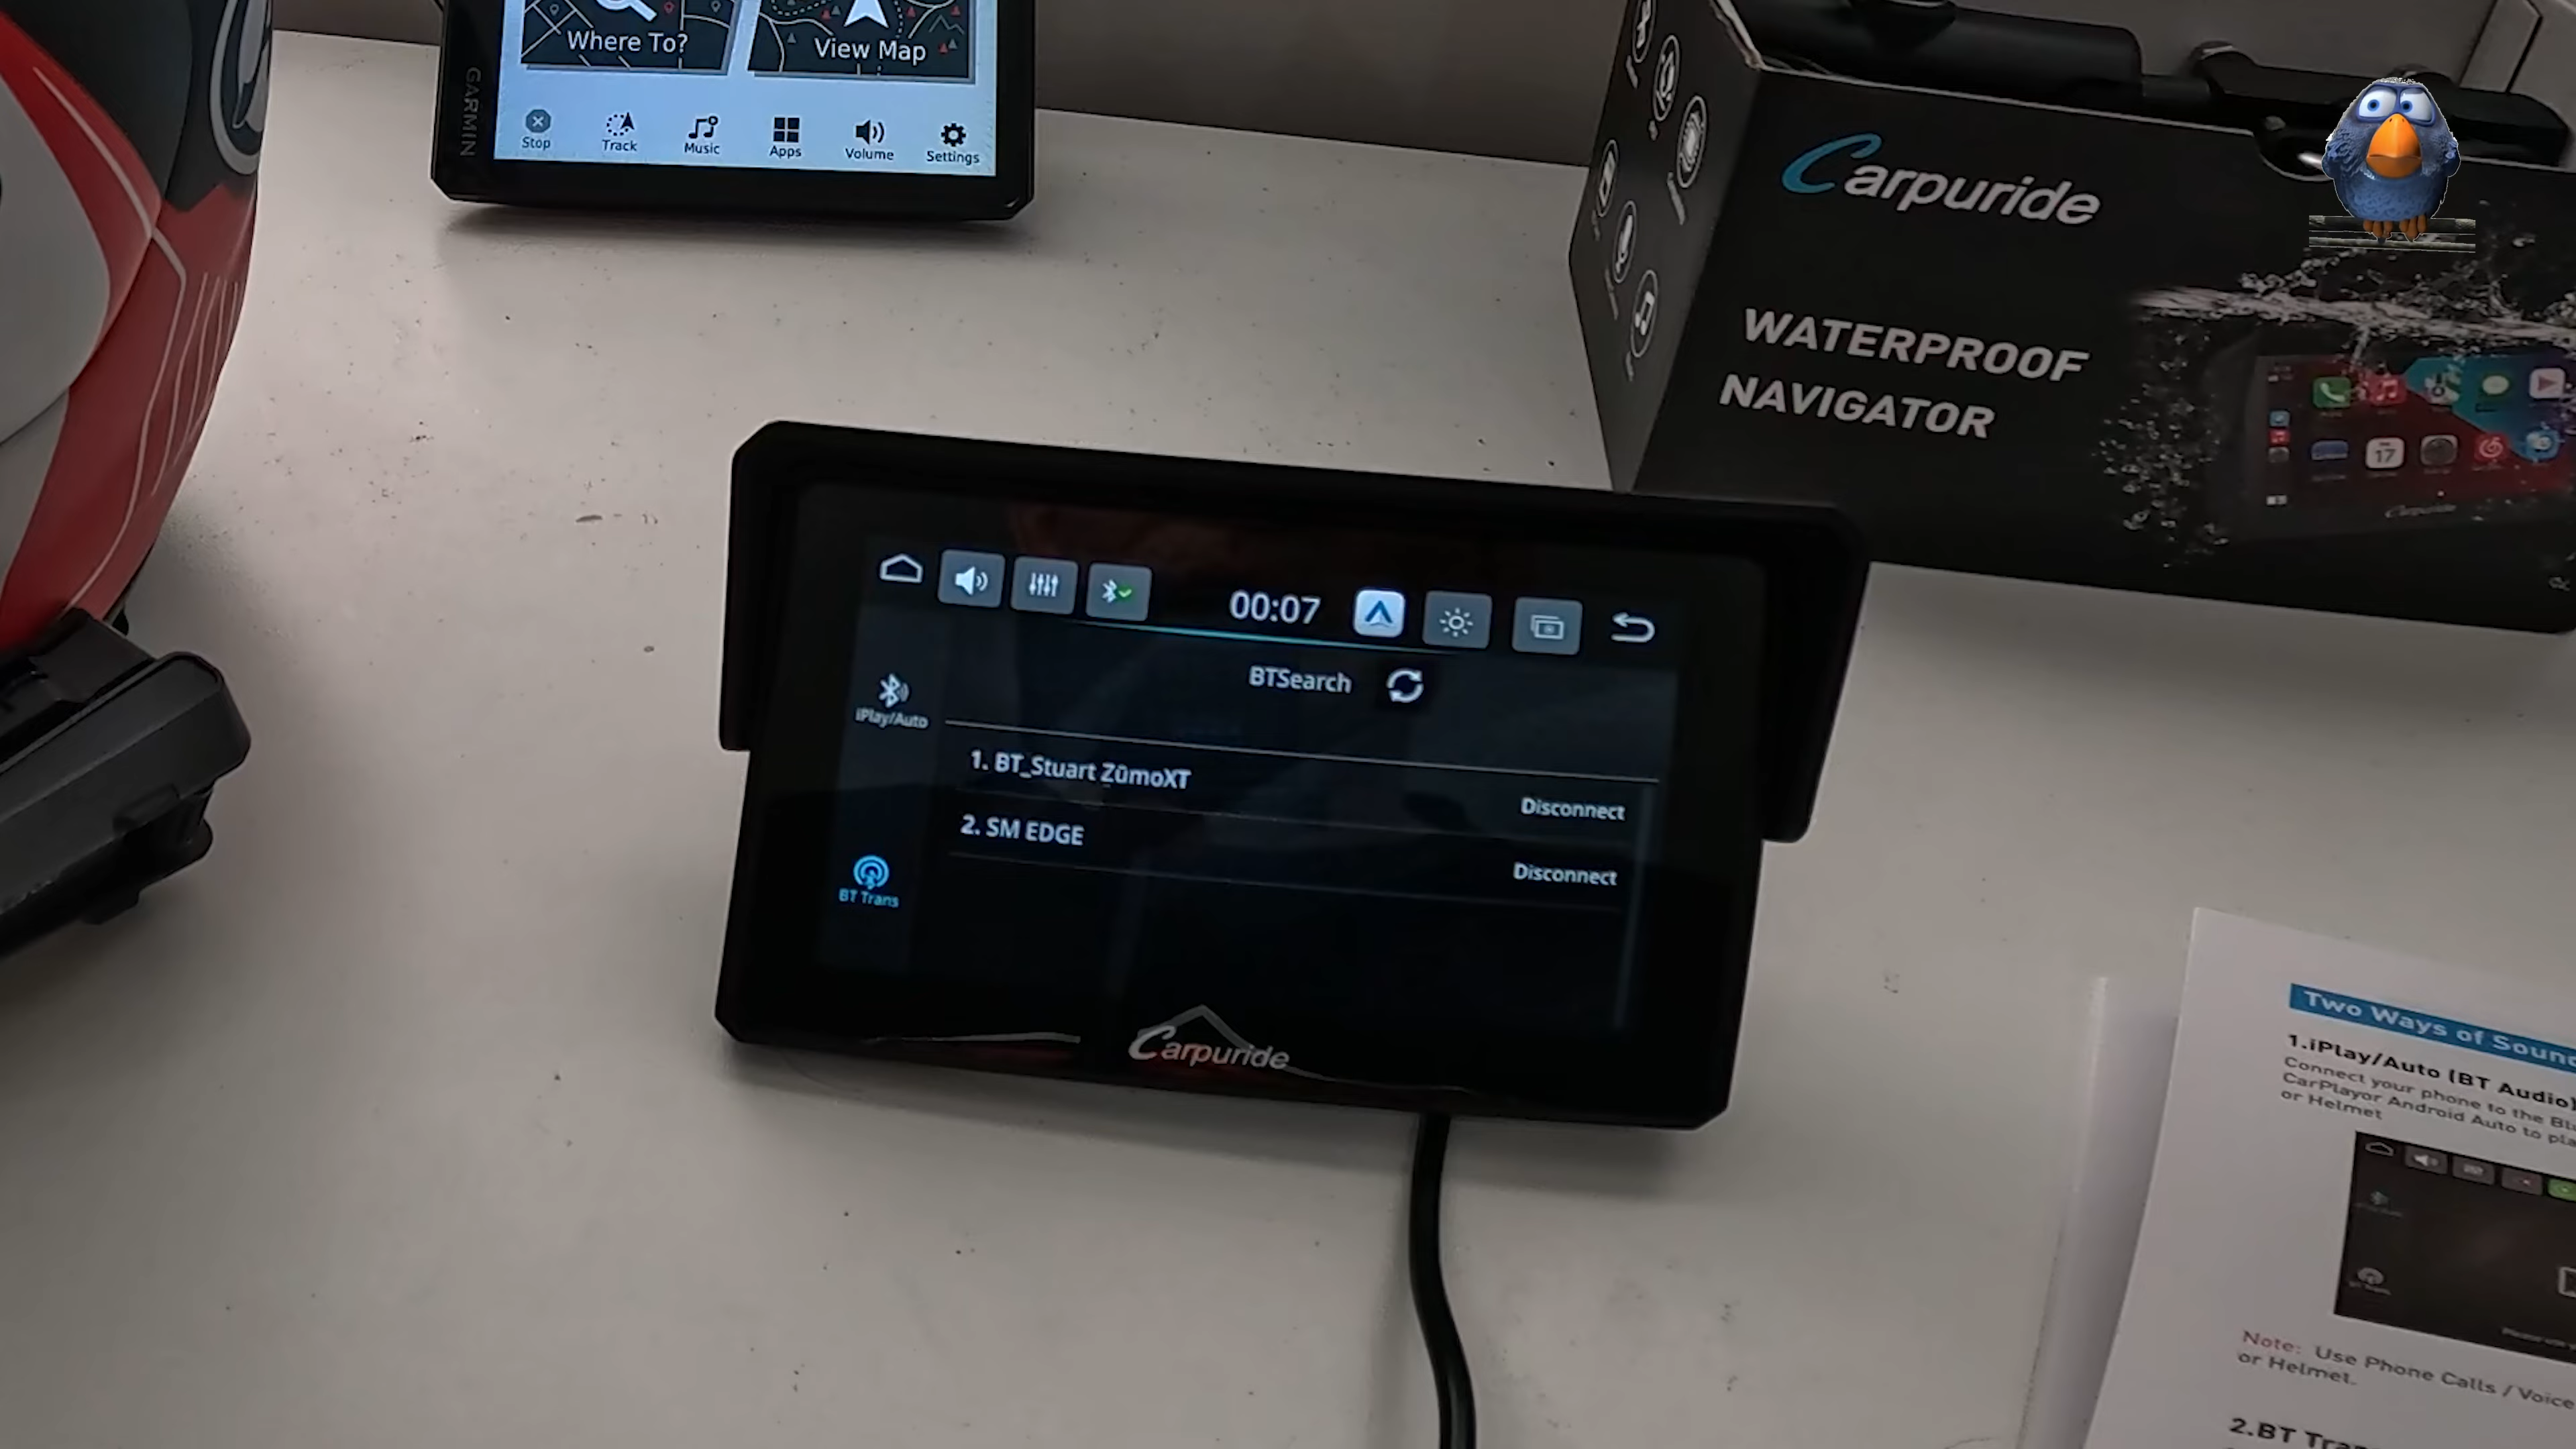 GARMIN
Where To?
View Map
Stop
Track
Music
Apps
Volume
Settings
Carpuride
WATERPROOF
NAVIGATOR
17
Carpuride
00:07
BTSearch
iPlay/Auto
1. BT_Stuart ZūmoXT
Disconnect
2. SM EDGE
Disconnect
BT Trans
Carpuride
Two Ways of Sound
1.iPlay/Auto (BT Audio)
Connect your phone to the
CarPlayor Android Auto to
or Helmet
Note: Use Phone Calls / Voice
or Helmet.
2.BT